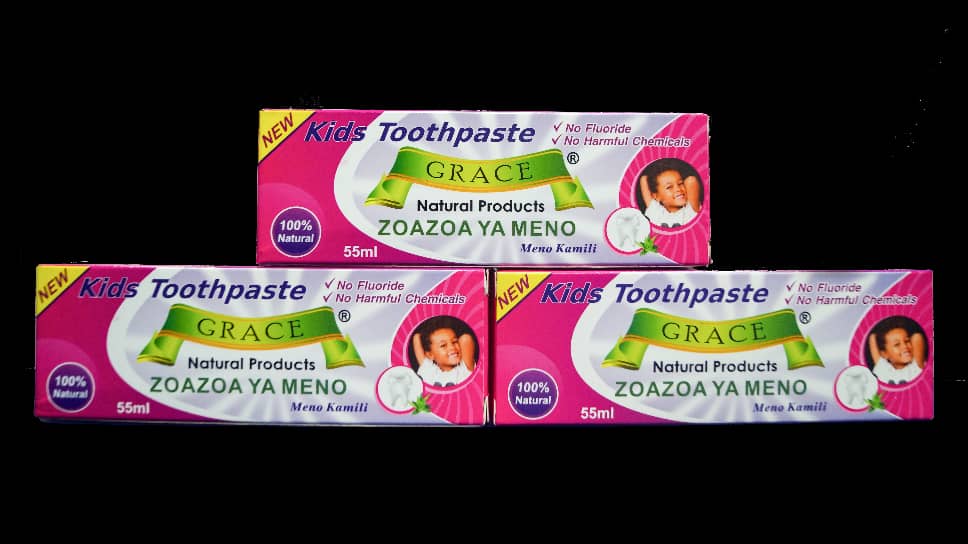 NEW
Kids Toothpaste
✓ No Fluoride
✓ No Harmful Chemicals
GRACE ®
Natural Products
ZOAZOA YA MENO
Meno Kamili
100%
Natural
55ml
NEW
Kids Toothpaste
✓ No Fluoride
✓ No Harmful Chemicals
GRACE ®
Natural Products
ZOAZOA YA MENO
Meno Kamili
100%
Natural
55ml
NEW
Kids Toothpaste
✓ No Fluoride
✓ No Harmful Chemicals
GRACE ®
Natural Products
ZOAZOA YA MENO
Meno Kamili
100%
Natural
55ml